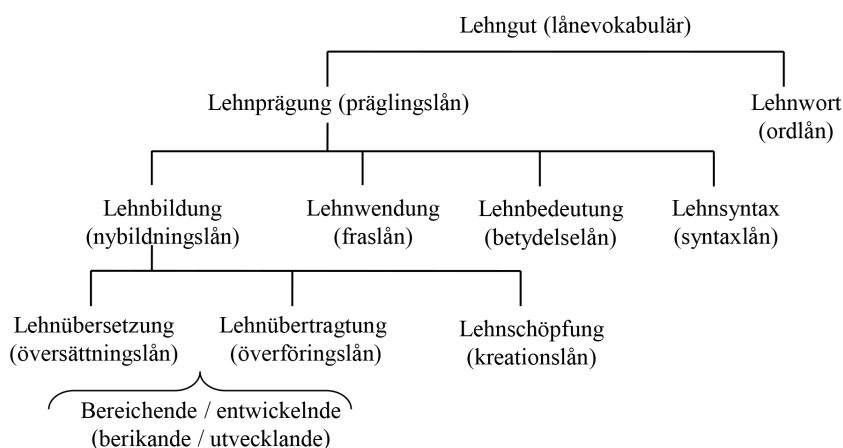 Lehngut (lånevokabulär)
Lehnprägung (präglingslån)
Lehnwort
(ordlån)
Lehnbildung
(nybildningslån)
Lehnwendung
(fraslån)
Lehnbedeutung
(betydelselån)
Lehnsyntax
(syntaxlån)
Lehnübersetzung
(översättningslån)
Lehnübertragtung
(överföringslån)
Lehnschöpfung
(kreationslån)
Bereichende / entwickelnde
(berikande / utvecklande)